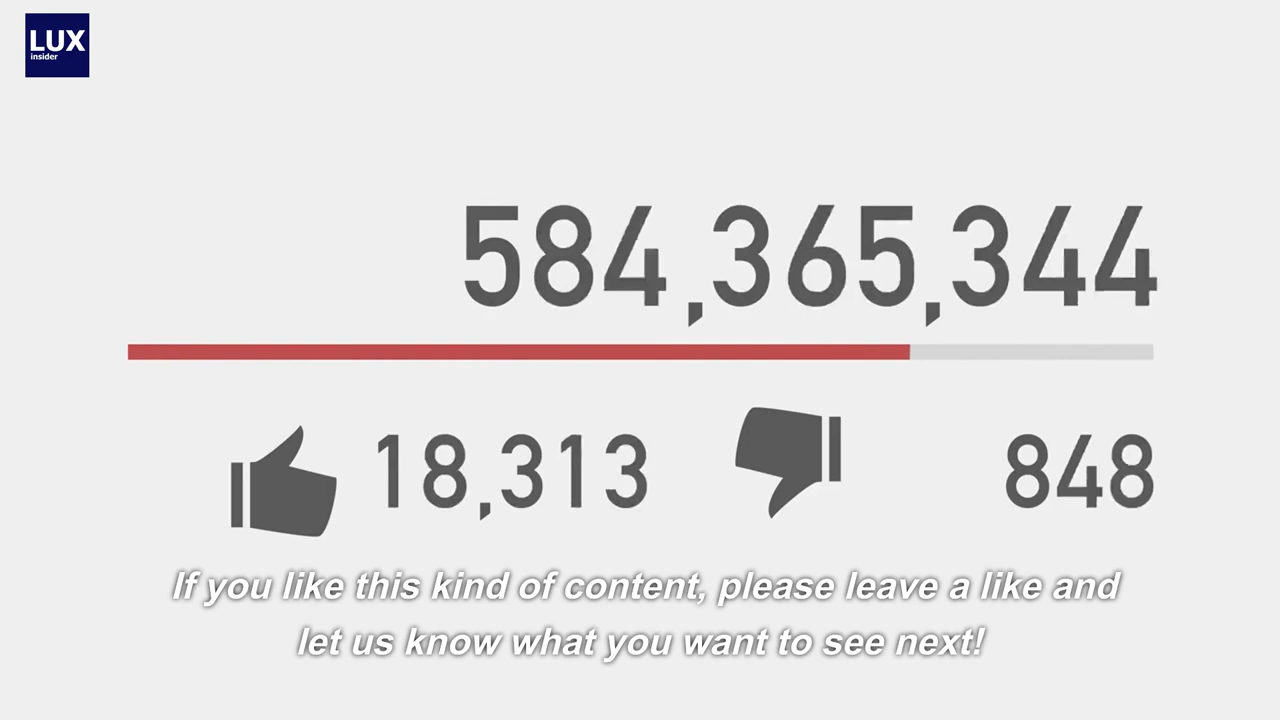 LUX
insider
584,365,344
18,313
848
If you like this kind of content, please leave a like and
let us know what you want to see next!